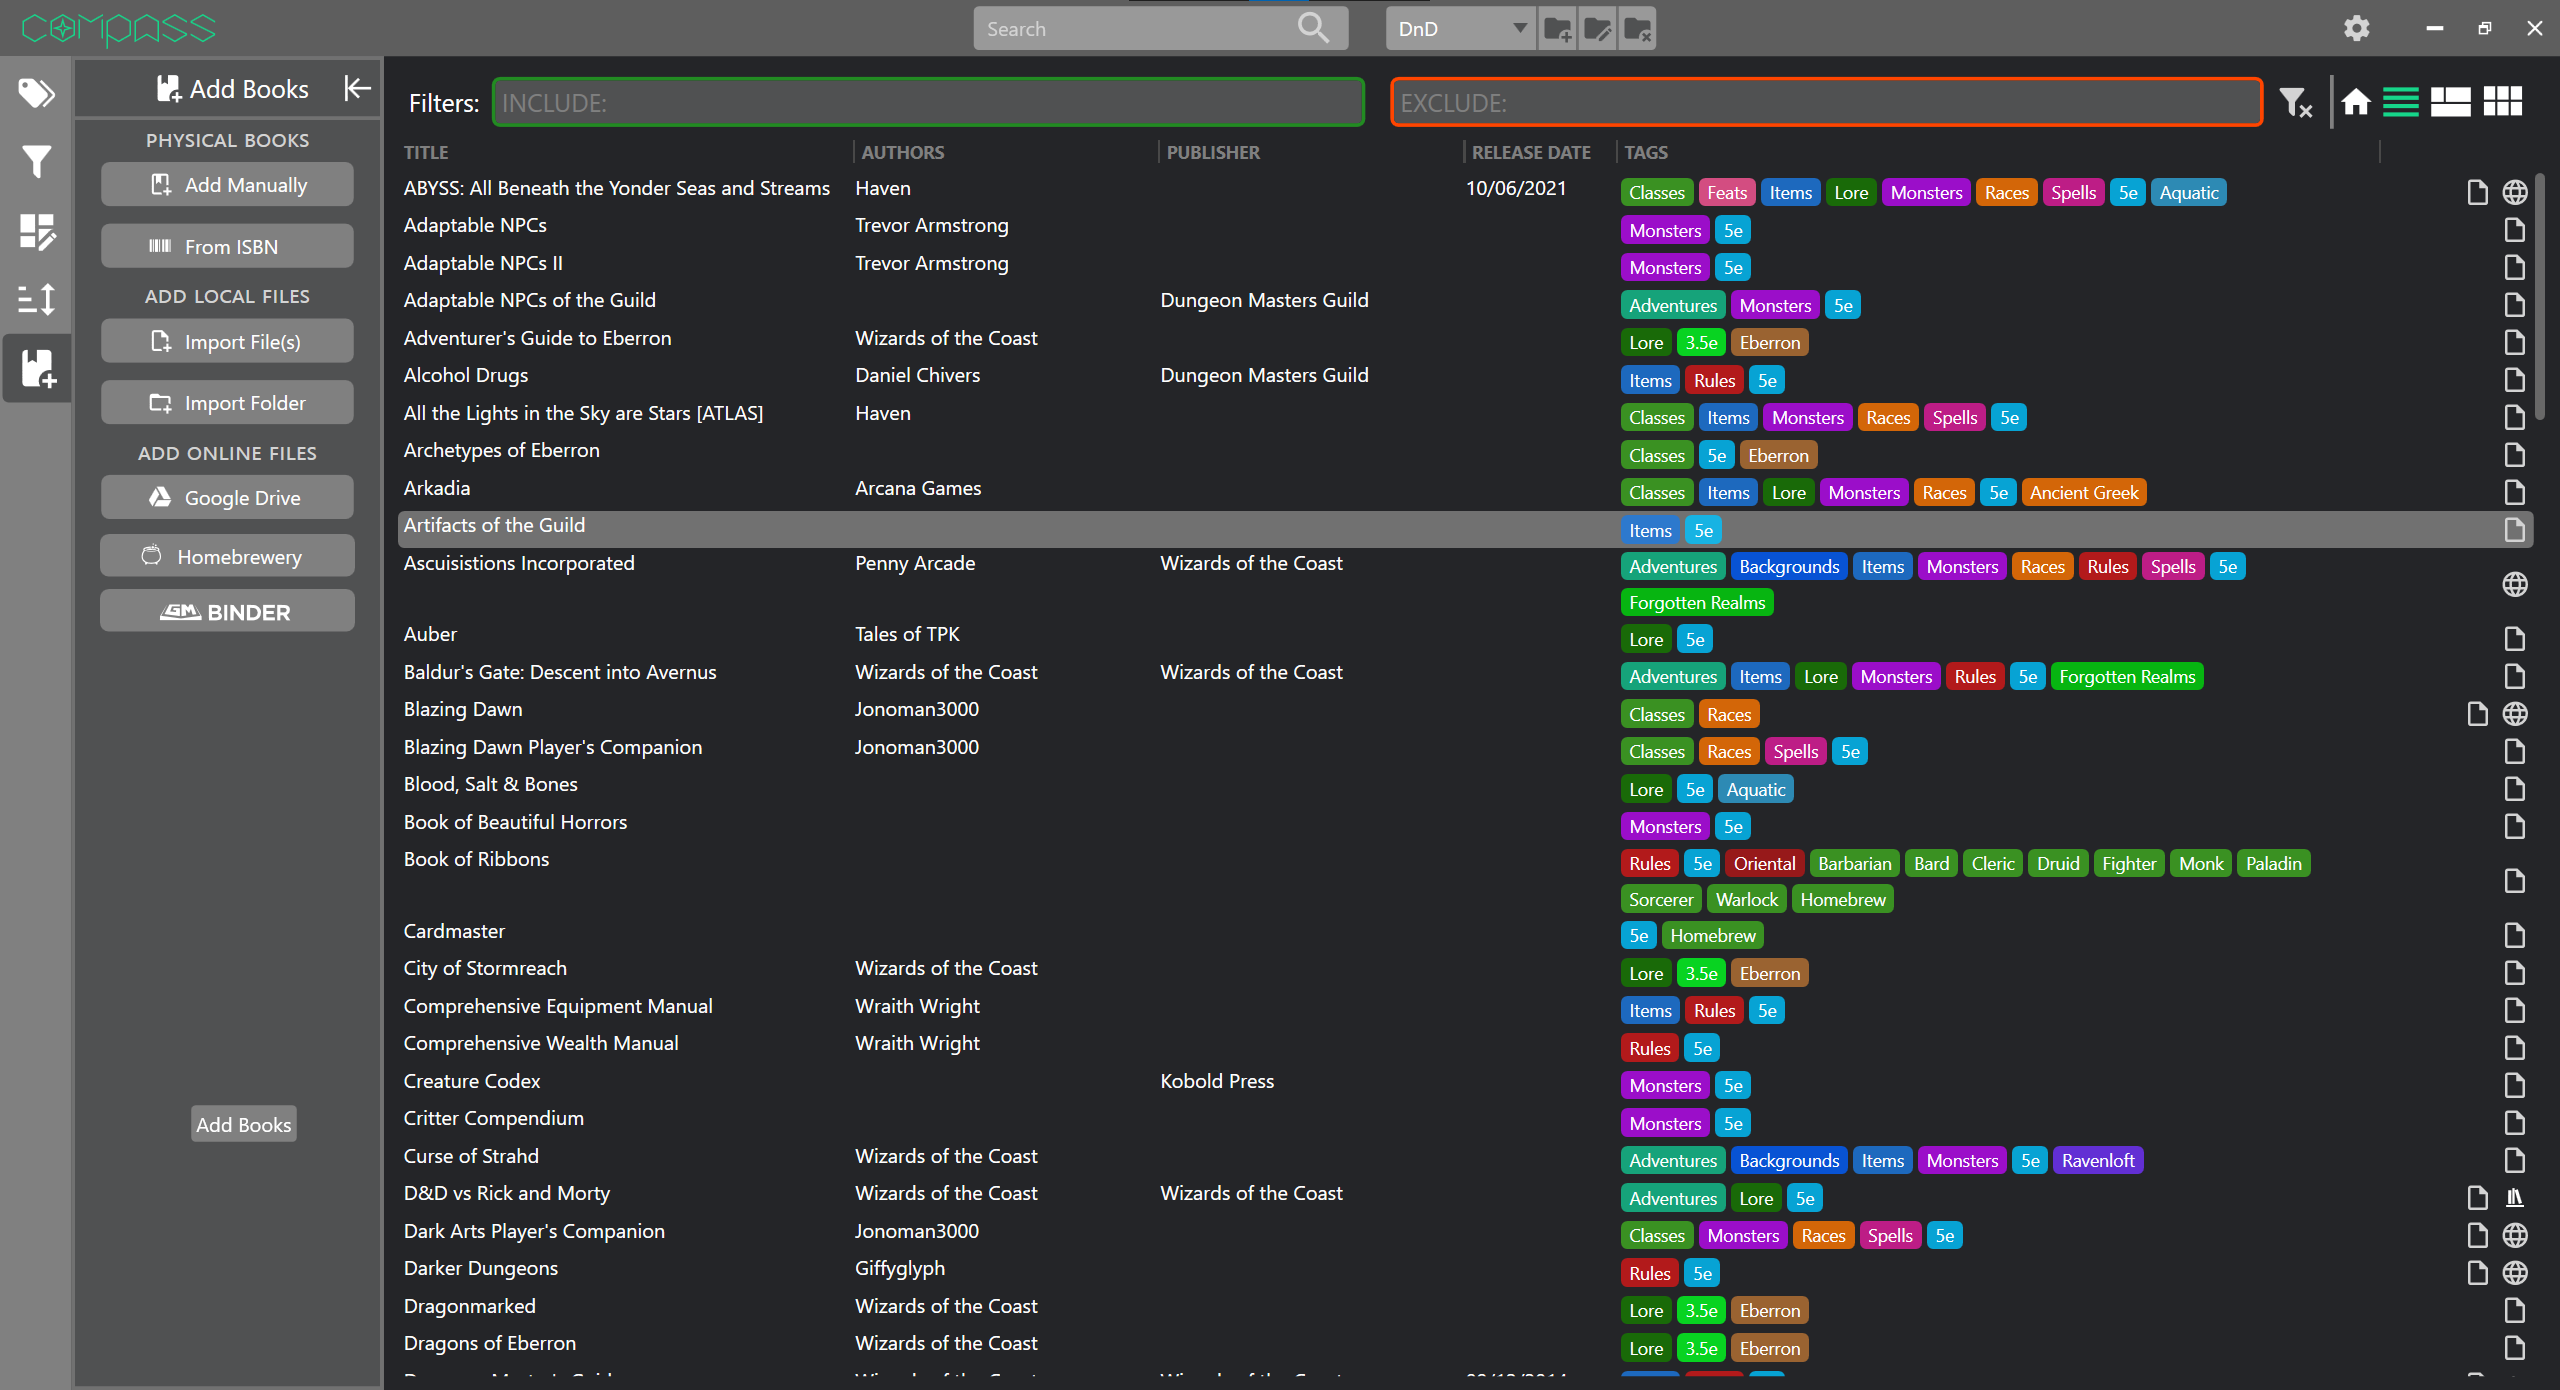 compass
Search
DnD
Add Books
PHYSICAL BOOKS
Add Manually
From ISBN
ADD LOCAL FILES
Import File(s)
Import Folder
ADD ONLINE FILES
Google Drive
Homebrewery
GM BINDER
Add Books
Filters: INCLUDE: EXCLUDE:
TITLE AUTHORS PUBLISHER RELEASE DATE TAGS
ABYSS: All Beneath the Yonder Seas and Streams Haven 10/06/2021 Classes Feats Items Lore Monsters Races Spells 5e Aquatic
Adaptable NPCs Trevor Armstrong Monsters 5e
Adaptable NPCs II Trevor Armstrong Monsters 5e
Adaptable NPCs of the Guild Dungeon Masters Guild Adventures Monsters 5e
Adventurer's Guide to Eberron Wizards of the Coast Lore 3.5e Eberron
Alcohol Drugs Daniel Chivers Dungeon Masters Guild Items Rules 5e
All the Lights in the Sky are Stars [ATLAS] Haven Classes Items Monsters Races Spells 5e
Archetypes of Eberron Classes 5e Eberron
Arkadia Arcana Games Classes Items Lore Monsters Races 5e Ancient Greek
Artifacts of the Guild Items 5e
Ascuisistions Incorporated Penny Arcade Wizards of the Coast Adventures Backgrounds Items Monsters Races Rules Spells 5e
Forgotten Realms
Auber Tales of TPK Lore 5e
Baldur's Gate: Descent into Avernus Wizards of the Coast Wizards of the Coast Adventures Items Lore Monsters Rules 5e Forgotten Realms
Blazing Dawn Jonoman3000 Classes Races
Blazing Dawn Player's Companion Jonoman3000 Classes Races Spells 5e
Blood, Salt & Bones Lore 5e Aquatic
Book of Beautiful Horrors Monsters 5e
Book of Ribbons Rules 5e Oriental Barbarian Bard Cleric Druid Fighter Monk Paladin
Sorcerer Warlock Homebrew
Cardmaster 5e Homebrew
City of Stormreach Wizards of the Coast Lore 3.5e Eberron
Comprehensive Equipment Manual Wraith Wright Items Rules 5e
Comprehensive Wealth Manual Wraith Wright Rules 5e
Creature Codex Kobold Press Monsters 5e
Critter Compendium Monsters 5e
Curse of Strahd Wizards of the Coast Adventures Backgrounds Items Monsters 5e Ravenloft
D&D vs Rick and Morty Wizards of the Coast Wizards of the Coast Adventures Lore 5e
Dark Arts Player's Companion Jonoman3000 Classes Monsters Races Spells 5e
Darker Dungeons Giffyglyph Rules 5e
Dragonmarked Wizards of the Coast Lore 3.5e Eberron
Dragons of Eberron Wizards of the Coast Lore 3.5e Eberron